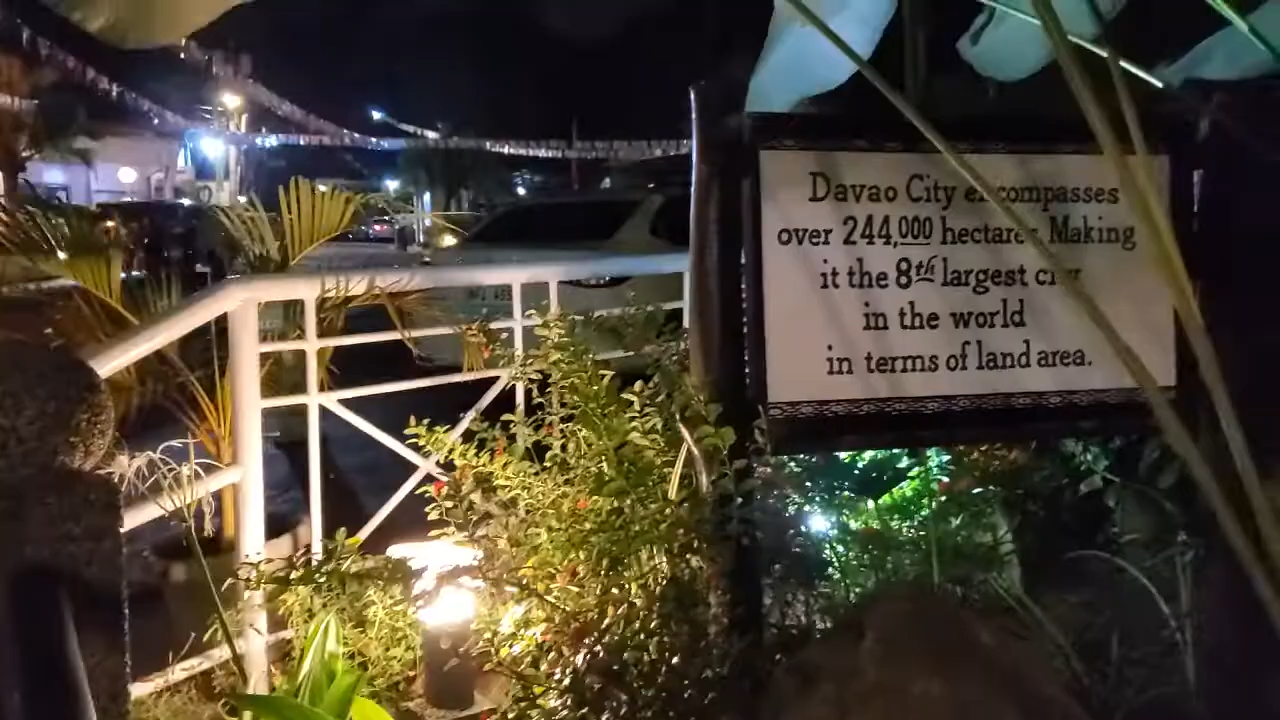 Davao City encompasses
over 244,000 hectares. Making
it the 8th largest city
in the world
in terms of land area.